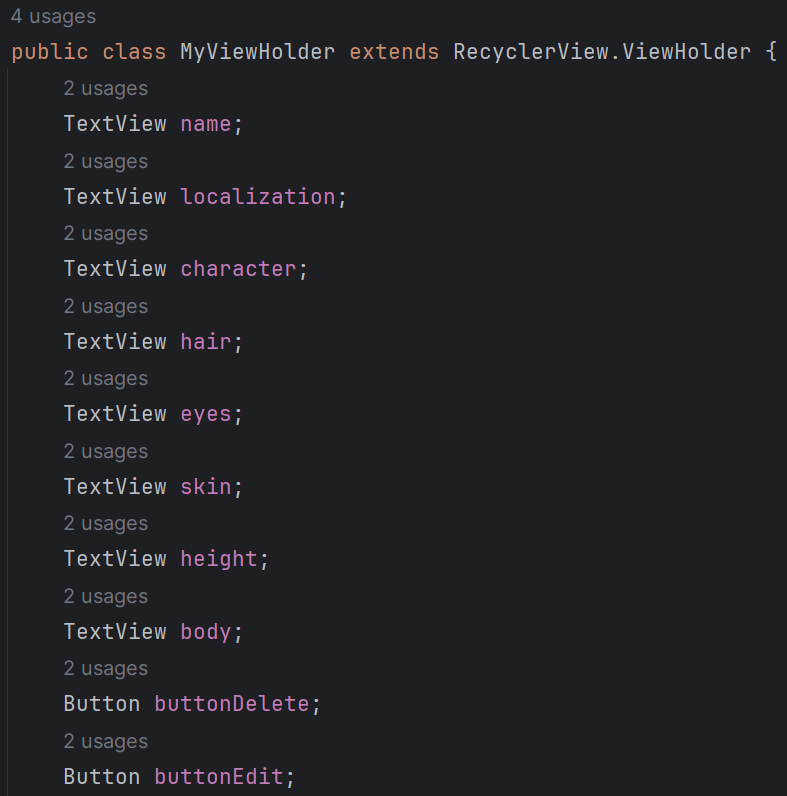 4 usages
public class MyViewHolder extends RecyclerView.ViewHolder {
2 usages
TextView name;
2 usages
TextView localization;
2 usages
TextView character;
2 usages
TextView hair;
2 usages
TextView eyes;
2 usages
TextView skin;
2 usages
TextView height;
2 usages
TextView body;
2 usages
Button buttonDelete;
2 usages
Button buttonEdit;